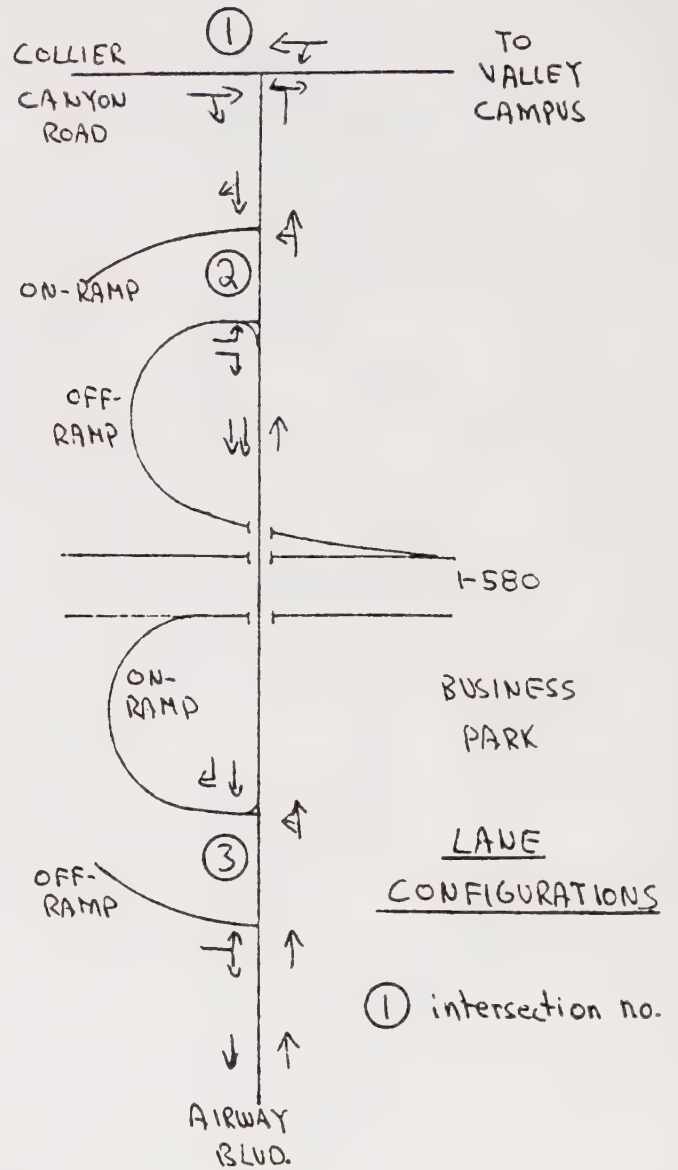 ①
COLLIER
CANYON
ROAD
TO
VALLEY
CAMPUS
ON-RAMP
②
OFF-
RAMP
I-580
ON-
RAMP
BUSINESS
PARK
③
OFF-
RAMP
LANE
CONFIGURATIONS
① intersection no.
AIRWAY
BLVD.